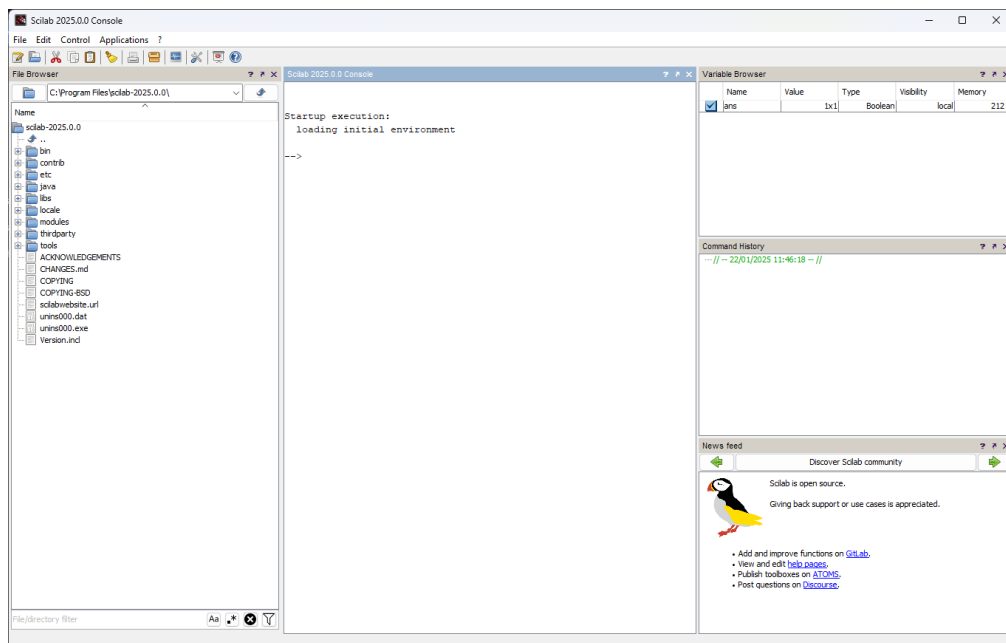 Scilab 2025.0.0 Console
File Edit Control Applications ?
File Browser ? ↗ X
C:\Program Files\scilab-2025.0.0\
Name
scilab-2025.0.0
..
bin
contrib
etc
java
libs
locale
modules
thirdparty
tools
ACKNOWLEDGEMENTS
CHANGES.md
COPYING
COPYING-BSD
scilabwebsite.url
unins000.dat
unins000.exe
Version.incl
File/directory filter Aa .*
Scilab 2025.0.0 Console ? ↗ X
Startup execution:
loading initial environment
-->
Variable Browser ? ↗ X
Name Value Type Visibility Memory
ans 1x1 Boolean local 212
Command History ? ↗ X
// -- 22/01/2025 11:46:18 -- //
News feed ? ↗ X
Discover Scilab community
Scilab is open source.
Giving back support or use cases is appreciated.
• Add and improve functions on GitLab.
• View and edit help pages.
• Publish toolboxes on ATOMS.
• Post questions on Discourse.